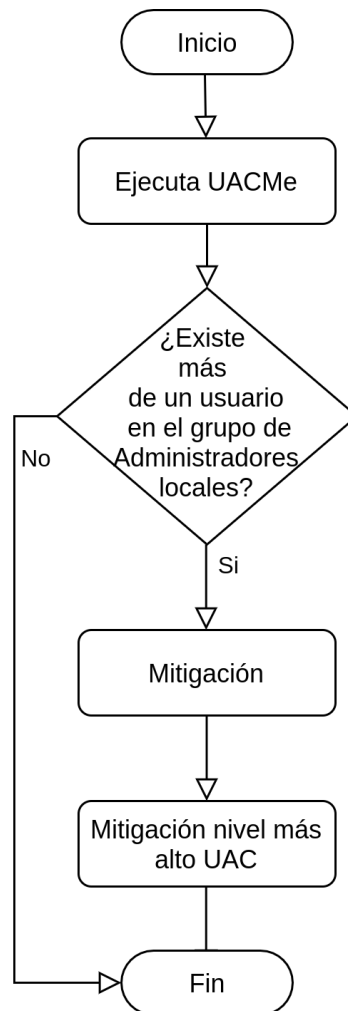 Inicio
Ejecuta UACMe
¿Existe
más
de un usuario
en el grupo de
Administradores
locales?
No
Si
Mitigación
Mitigación nivel más
alto UAC
Fin